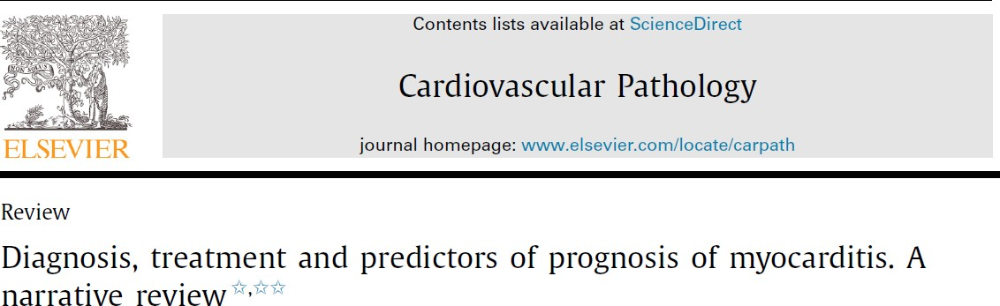 Contents lists available at ScienceDirect
Cardiovascular Pathology
journal homepage: www.elsevier.com/locate/carpath
NON SOLUS
ELSEVIER
Review
Diagnosis, treatment and predictors of prognosis of myocarditis. A
narrative review ☆,☆☆